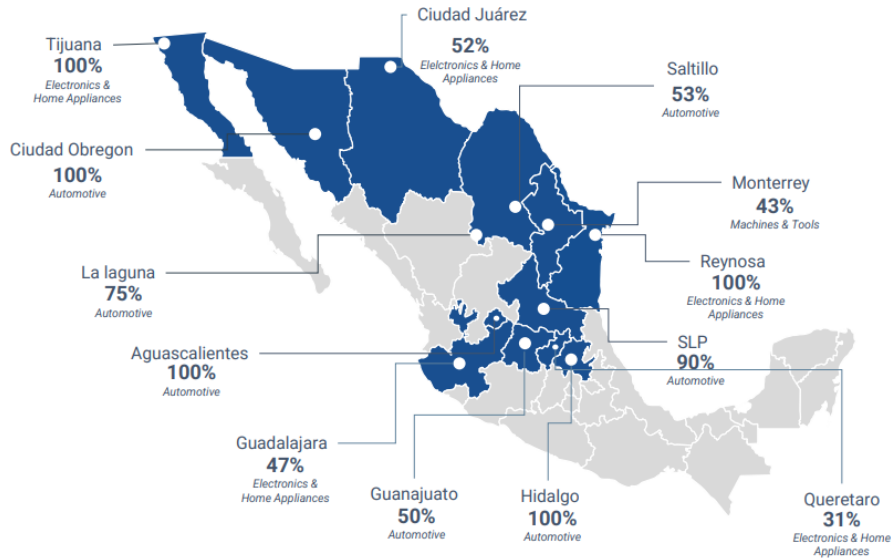 Ciudad Juárez
52%
Elelctronics & Home
Appliances
Tijuana
100%
Electronics &
Home Appliances
Saltillo
53%
Automotive
Ciudad Obregon
100%
Automotive
Monterrey
43%
Machines & Tools
La laguna
75%
Automotive
Reynosa
100%
Electronics & Home
Appliances
Aguascalientes
100%
Automotive
SLP
90%
Automotive
Guadalajara
47%
Electronics &
Home Appliances
Guanajuato
50%
Automotive
Hidalgo
100%
Automotive
Queretaro
31%
Electronics & Home
Appliances